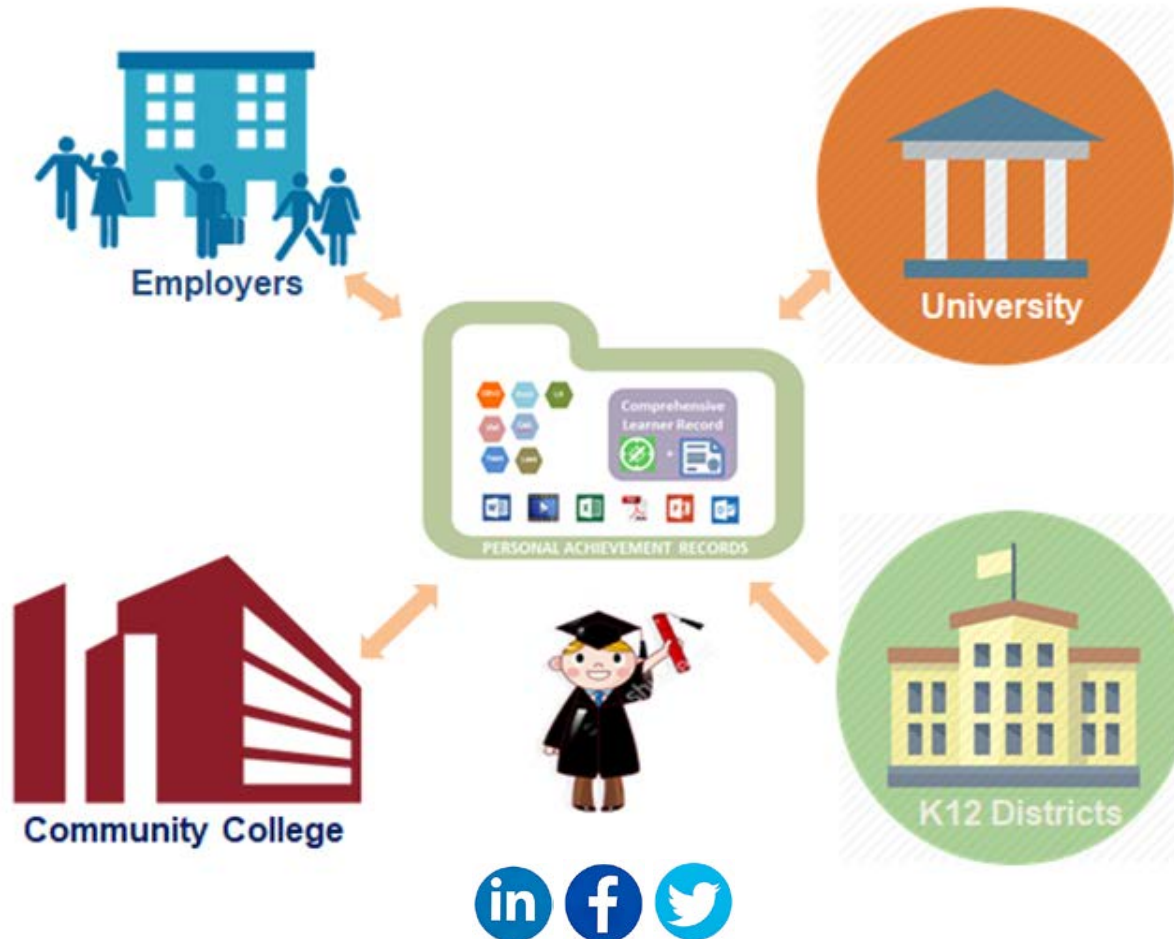 Employers
University
Comprehensive
Learner Record
PERSONAL ACHIEVEMENT RECORDS
Community College
K12 Districts
in
f